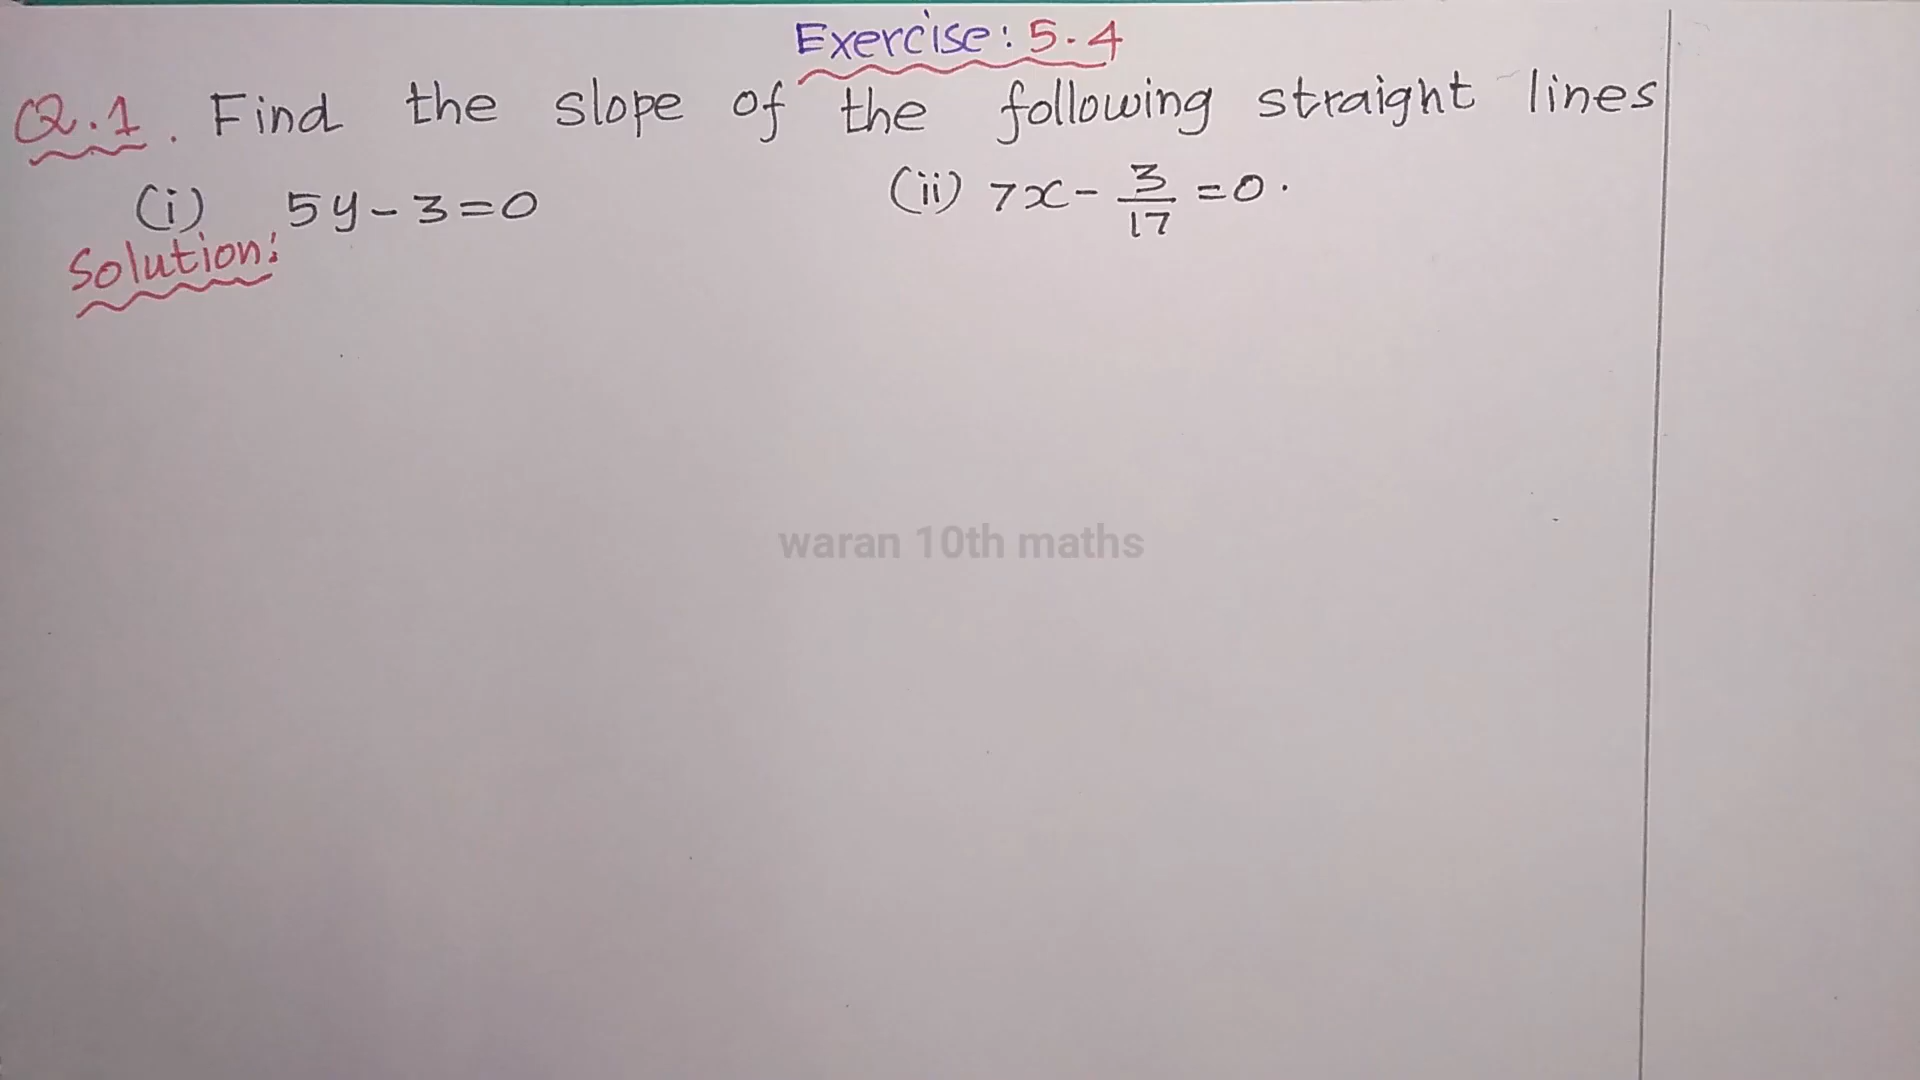 Exercise: 5.4
Q.1. Find the slope of the following straight lines
(i) 5y-3=0 (ii) 7x - 3/17 = 0.
Solution:
waran 10th maths